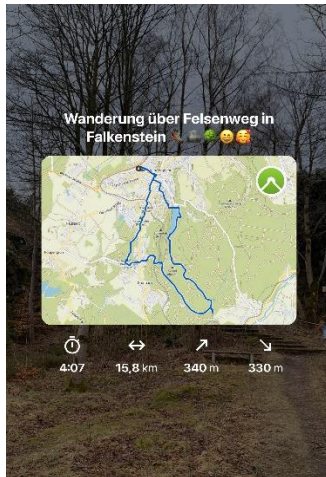 Wanderung über Felsenweg in
Falkenstein
4:07
15,8 km
340 m
330 m